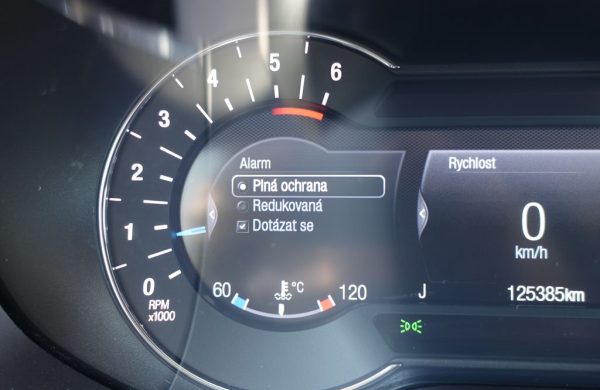 0
1
2
3
4
5
6
RPM
x1000
Alarm
Plná ochrana
Redukovaná
Dotázat se
60
°C
120
Rychlost
0
km/h
J
125385km